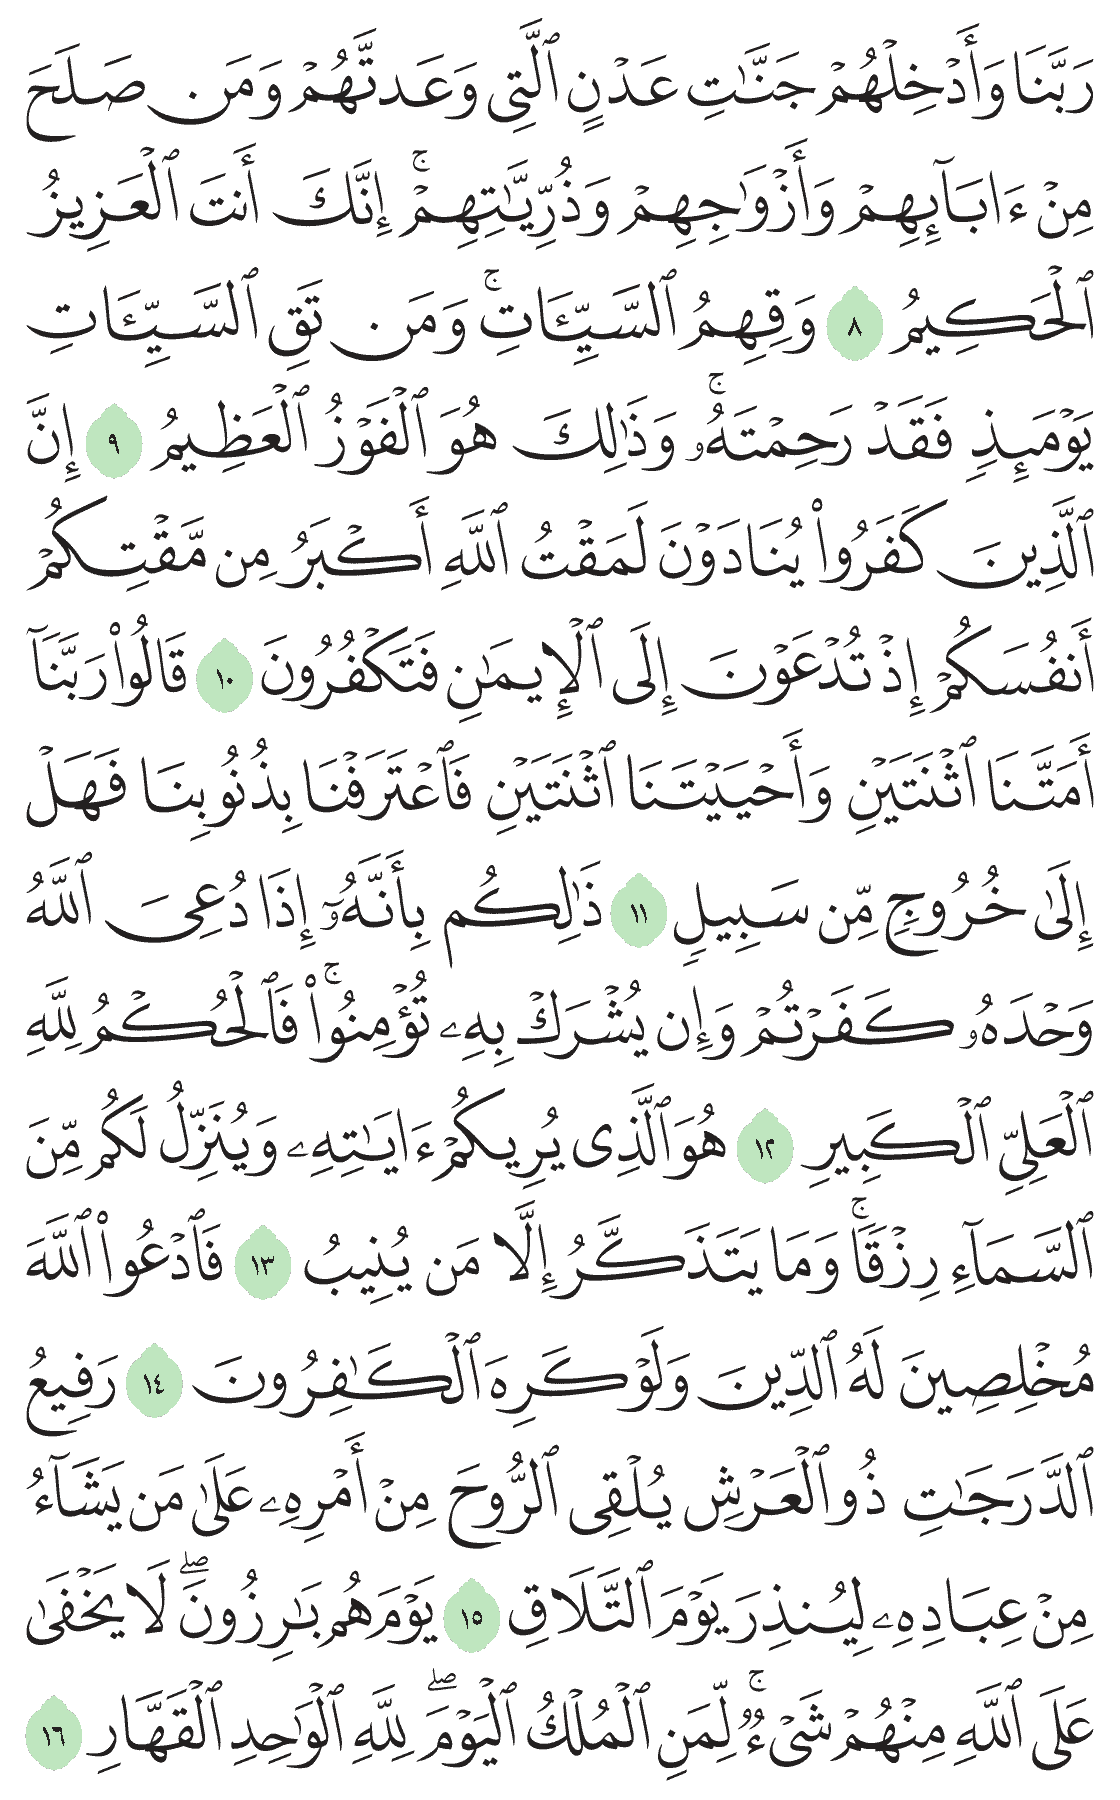 رَبَّنَا وَأَدۡخِلۡهُمۡ جَنَّٰتِ عَدۡنٍ ٱلَّتِي وَعَدتَّهُمۡ وَمَن صَلَحَ
مِنۡ ءَابَآئِهِمۡ وَأَزۡوَٰجِهِمۡ وَذُرِّيَّٰتِهِمۡۚ إِنَّكَ أَنتَ ٱلۡعَزِيزُ
ٱلۡحَكِيمُ ٨ وَقِهِمُ ٱلسَّيِّـَٔاتِۚ وَمَن تَقِ ٱلسَّيِّـَٔاتِ
يَوۡمَئِذٖ فَقَدۡ رَحِمۡتَهُۥۚ وَذَٰلِكَ هُوَ ٱلۡفَوۡزُ ٱلۡعَظِيمُ ٩ إِنَّ
ٱلَّذِينَ كَفَرُواْ يُنَادَوۡنَ لَمَقۡتُ ٱللَّهِ أَكۡبَرُ مِن مَّقۡتِكُمۡ
أَنفُسَكُمۡ إِذۡ تُدۡعَوۡنَ إِلَى ٱلۡإِيمَٰنِ فَتَكۡفُرُونَ ١٠ قَالُواْ رَبَّنَآ
أَمَتَّنَا ٱثۡنَتَيۡنِ وَأَحۡيَيۡتَنَا ٱثۡنَتَيۡنِ فَٱعۡتَرَفۡنَا بِذُنُوبِنَا فَهَلۡ
إِلَىٰ خُرُوجٖ مِّن سَبِيلٖ ١١ ذَٰلِكُم بِأَنَّهُۥٓ إِذَا دُعِيَ ٱللَّهُ
وَحۡدَهُۥ كَفَرۡتُمۡ وَإِن يُشۡرَكۡ بِهِۦ تُؤۡمِنُواْۚ فَٱلۡحُكۡمُ لِلَّهِ
ٱلۡعَلِيِّ ٱلۡكَبِيرِ ١٢ هُوَ ٱلَّذِي يُرِيكُمۡ ءَايَٰتِهِۦ وَيُنَزِّلُ لَكُم مِّنَ
ٱلسَّمَآءِ رِزۡقٗاۚ وَمَا يَتَذَكَّرُ إِلَّا مَن يُنِيبُ ١٣ فَٱدۡعُواْ ٱللَّهَ
مُخۡلِصِينَ لَهُ ٱلدِّينَ وَلَوۡ كَرِهَ ٱلۡكَٰفِرُونَ ١٤ رَفِيعُ
ٱلدَّرَجَٰتِ ذُو ٱلۡعَرۡشِ يُلۡقِي ٱلرُّوحَ مِنۡ أَمۡرِهِۦ عَلَىٰ مَن يَشَآءُ
مِنۡ عِبَادِهِۦ لِيُنذِرَ يَوۡمَ ٱلتَّلَاقِ ١٥ يَوۡمَ هُم بَٰرِزُونَۖ لَا يَخۡفَىٰ
عَلَى ٱللَّهِ مِنۡهُمۡ شَيۡءٞۚ لِّمَنِ ٱلۡمُلۡكُ ٱلۡيَوۡمَۖ لِلَّهِ ٱلۡوَٰحِدِ ٱلۡقَهَّارِ ١٦